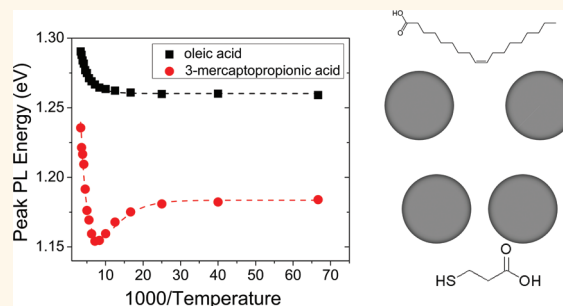 1.30
1.25
1.20
1.15
Peak PL Energy (eV)
oleic acid
3-mercaptopropionic acid
0 10 20 30 40 50 60 70
1000/Temperature
HO
O
O
HS
OH